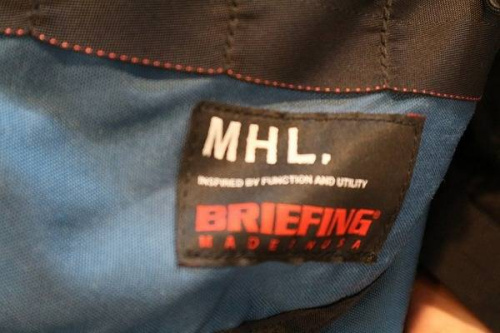 MHL.
INSPIRED BY FUNCTION AND UTILITY
BRIEFING®
MADE IN USA